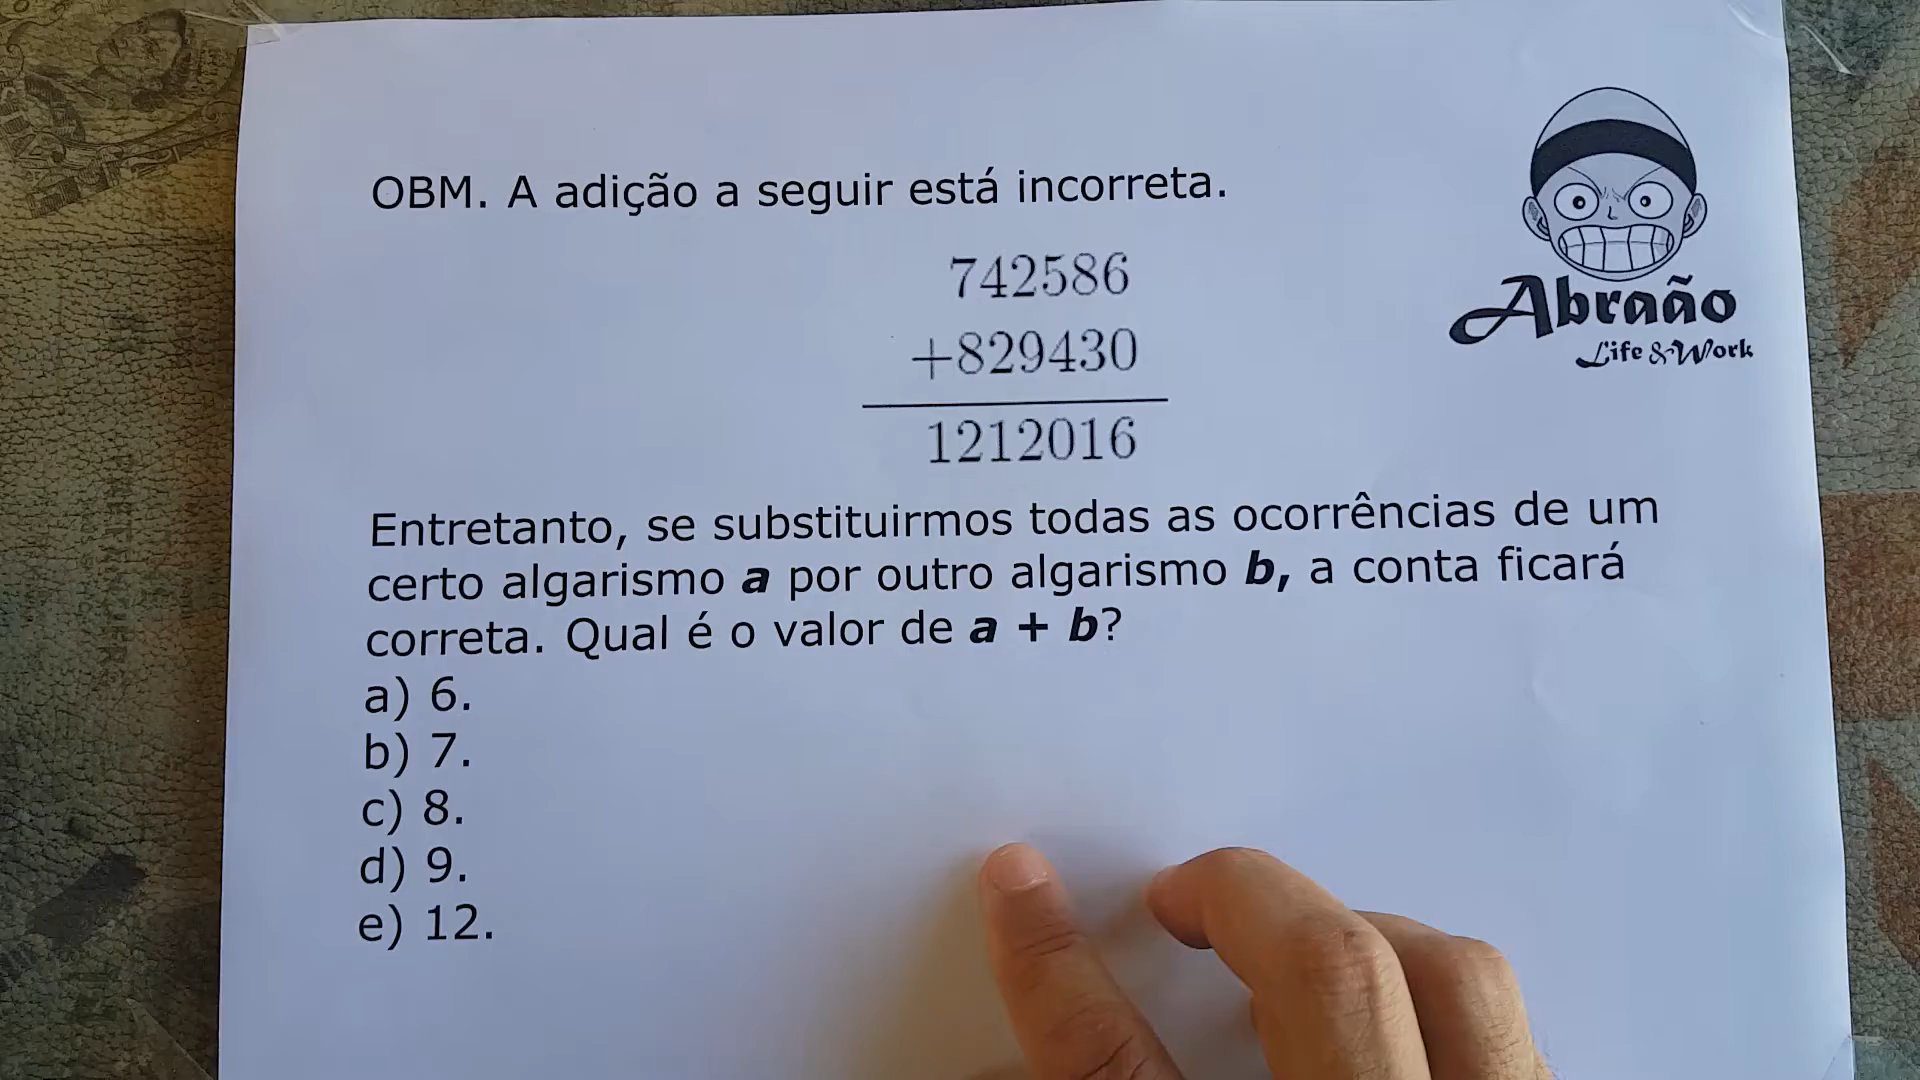 OBM. A adição a seguir está incorreta.
742586
+829430
1212016
Abraão
Life & Work
Entretanto, se substituirmos todas as ocorrências de um
certo algarismo a por outro algarismo b, a conta ficará
correta. Qual é o valor de a + b?
a) 6.
b) 7.
c) 8.
d) 9.
e) 12.